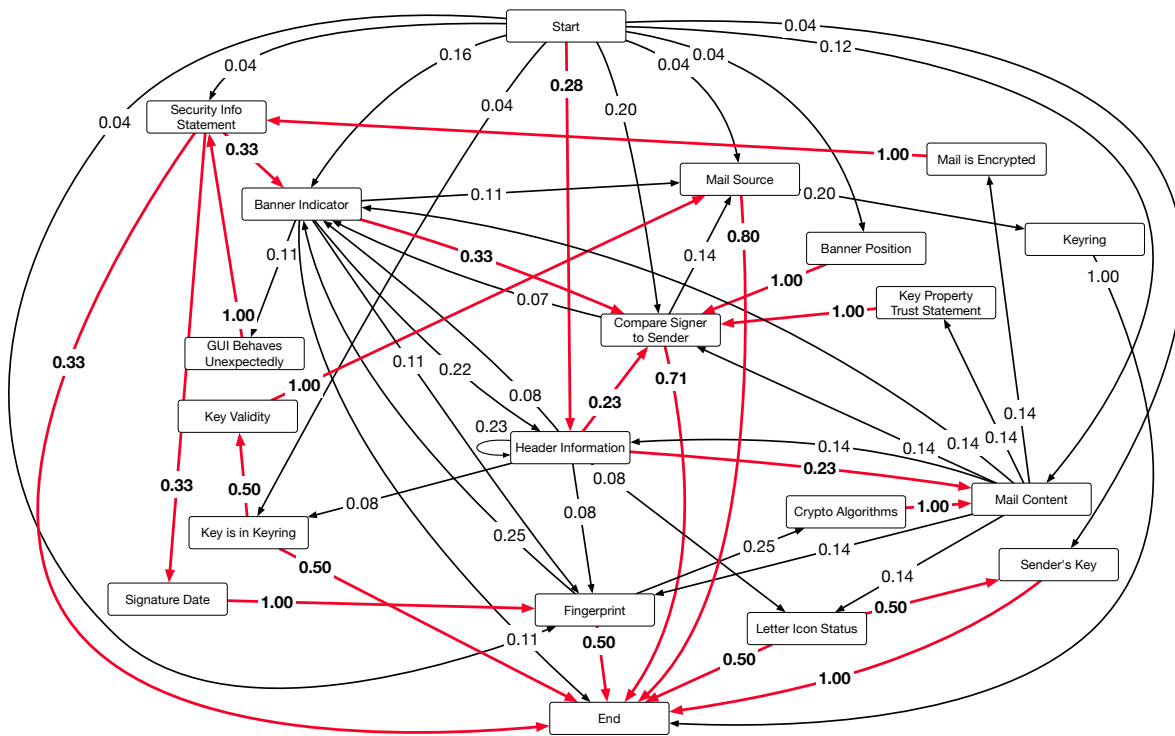 Start
0.04
0.12
0.04
0.16
0.04
0.04
0.28
0.04
0.20
0.04
Security Info
Statement
0.33
Mail is Encrypted
1.00
Mail Source
0.11
0.20
Banner Indicator
Banner Position
Keyring
0.80
0.11
0.33
0.14
1.00
1.00
0.07
Key Property
Trust Statement
1.00
1.00
Compare Signer
to Sender
GUI Behaves
Unexpectedly
0.33
0.11
0.22
0.71
1.00
0.08
Key Validity
0.23
0.23
Header Information
0.14
0.14
0.14
0.14
0.14
0.23
0.08
0.33
0.50
0.08
0.08
Mail Content
Crypto Algorithms
1.00
Key is in Keyring
0.25
0.25
0.14
0.50
Sender's Key
0.14
Signature Date
1.00
Fingerprint
0.50
Letter Icon Status
0.11
0.50
0.50
1.00
End